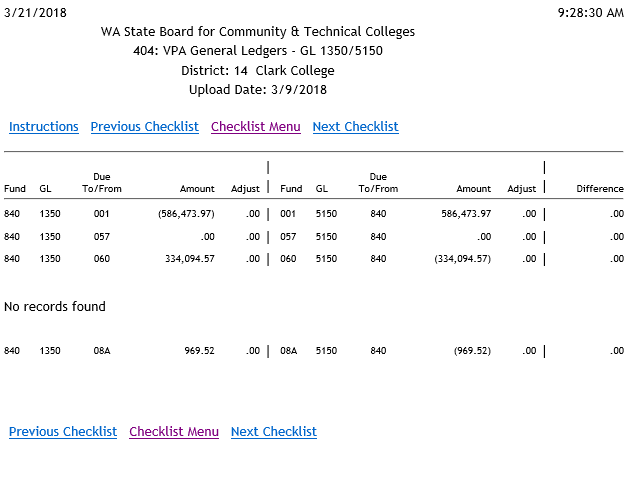 3/21/2018 9:28:30 AM
WA State Board for Community & Technical Colleges
404: VPA General Ledgers - GL 1350/5150
District: 14 Clark College
Upload Date: 3/9/2018
Instructions Previous Checklist Checklist Menu Next Checklist
Due Due
Fund GL To/From Amount Adjust | Fund GL To/From Amount Adjust | Difference
840 1350 001 (586,473.97) .00 | 001 5150 840 586,473.97 .00 | .00
840 1350 057 .00 .00 | 057 5150 840 .00 .00 | .00
840 1350 060 334,094.57 .00 | 060 5150 840 (334,094.57) .00 | .00
No records found
840 1350 08A 969.52 .00 | 08A 5150 840 (969.52) .00 | .00
Previous Checklist Checklist Menu Next Checklist